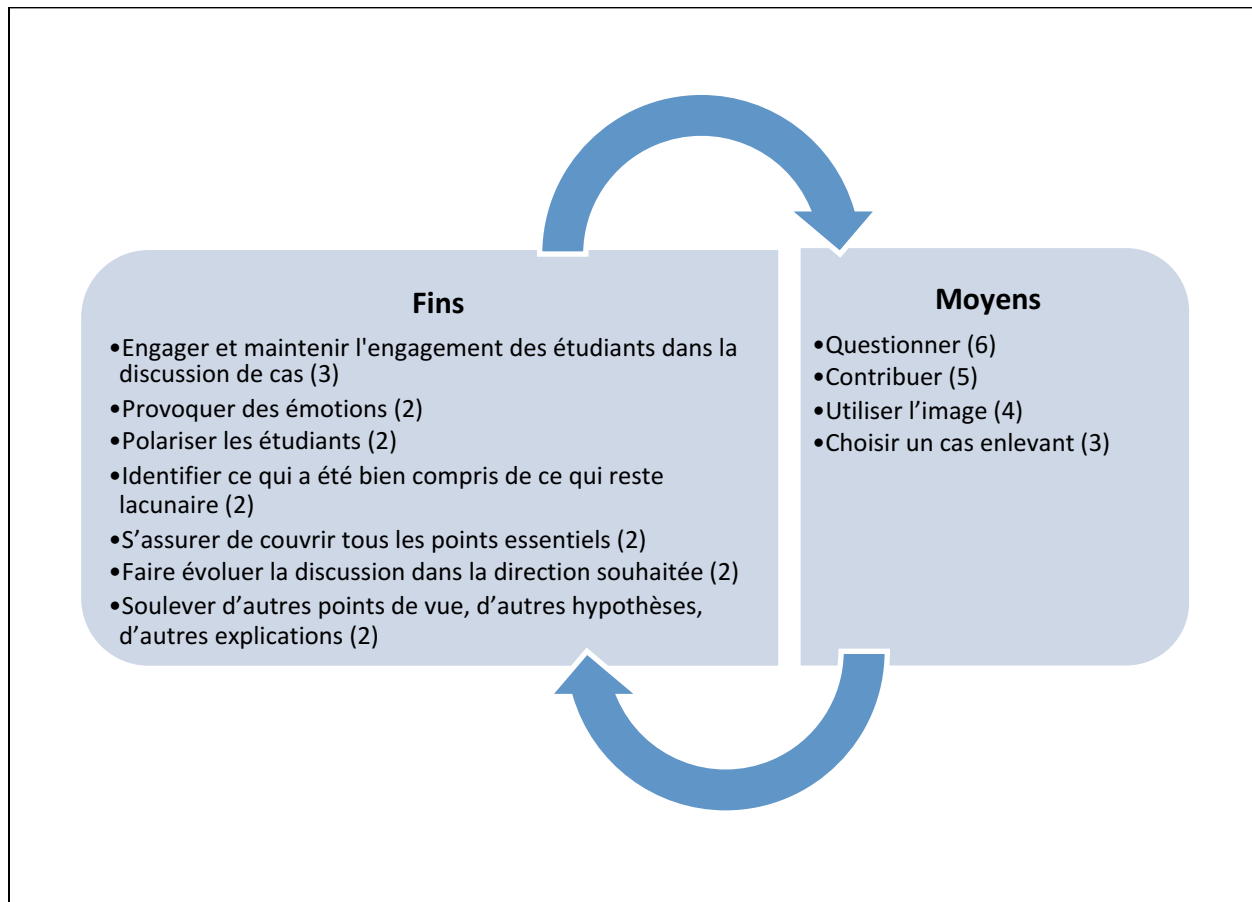 Fins
•Engager et maintenir l'engagement des étudiants dans la
discussion de cas (3)
•Provoquer des émotions (2)
•Polariser les étudiants (2)
•Identifier ce qui a été bien compris de ce qui reste
lacunaire (2)
•S’assurer de couvrir tous les points essentiels (2)
•Faire évoluer la discussion dans la direction souhaitée (2)
•Soulever d’autres points de vue, d’autres hypothèses,
d’autres explications (2)
Moyens
•Questionner (6)
•Contribuer (5)
•Utiliser l’image (4)
•Choisir un cas enlevant (3)